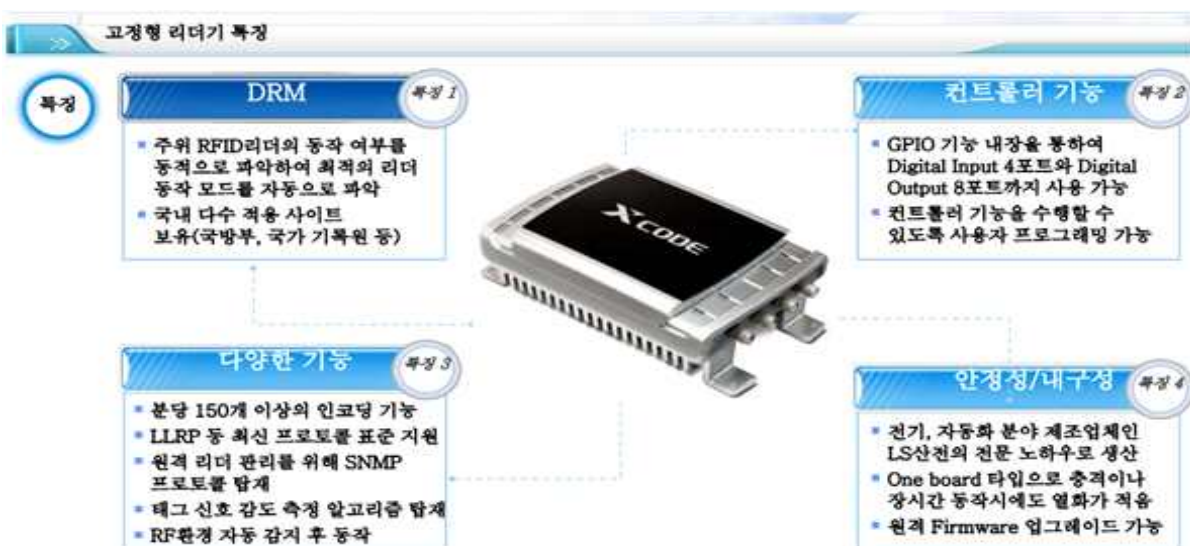 고정형 리더기 특징
특징
DRM
특징 1
주위 RFID리더의 동작 여부를
동적으로 파악하여 최적의 리더
동작 모드를 자동으로 파악
국내 다수 적용 사이트
보유(국방부, 국가 기록원 등)
컨트롤러 기능
특징 2
GPIO 기능 내장을 통하여
Digital Input 4포트와 Digital
Output 8포트까지 사용 가능
컨트롤러 기능을 수행할 수
있도록 사용자 프로그래밍 가능
XCODE
다양한 기능
특징 3
분당 150개 이상의 인코딩 기능
LLRP 등 최신 프로토콜 표준 지원
원격 리더 관리를 위해 SNMP
프로토콜 탑재
태그 신호 감도 측정 알고리즘 탑재
RF환경 자동 감지 후 동작
안정성/내구성
특징 4
전기, 자동화 분야 제조업체인
LS산전의 전문 노하우로 생산
One board 타입으로 충격이나
장시간 동작시에도 열화가 적음
원격 Firmware 업그레이드 가능